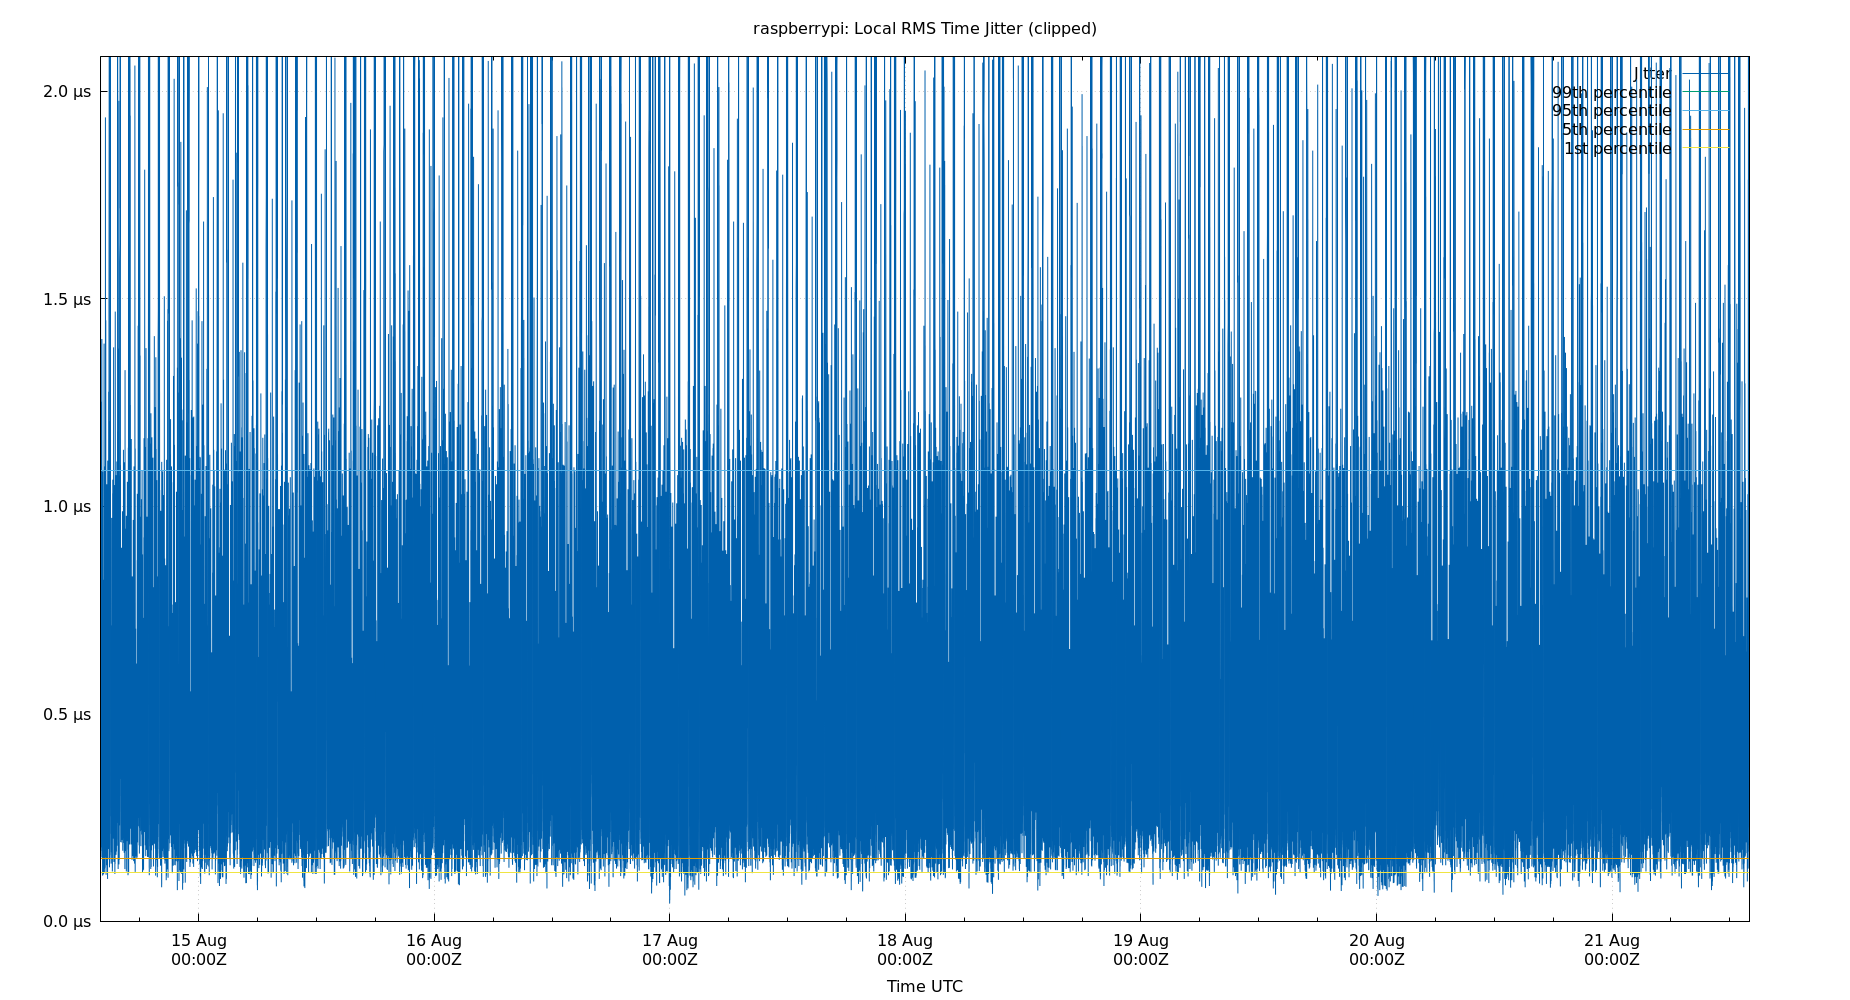 raspberrypi: Local RMS Time Jitter (clipped)
2.0 µs
1.5 µs
1.0 µs
0.5 µs
0.0 µs
Jitter
99th percentile
95th percentile
5th percentile
1st percentile
15 Aug
00:00Z
16 Aug
00:00Z
17 Aug
00:00Z
18 Aug
00:00Z
19 Aug
00:00Z
20 Aug
00:00Z
21 Aug
00:00Z
Time UTC